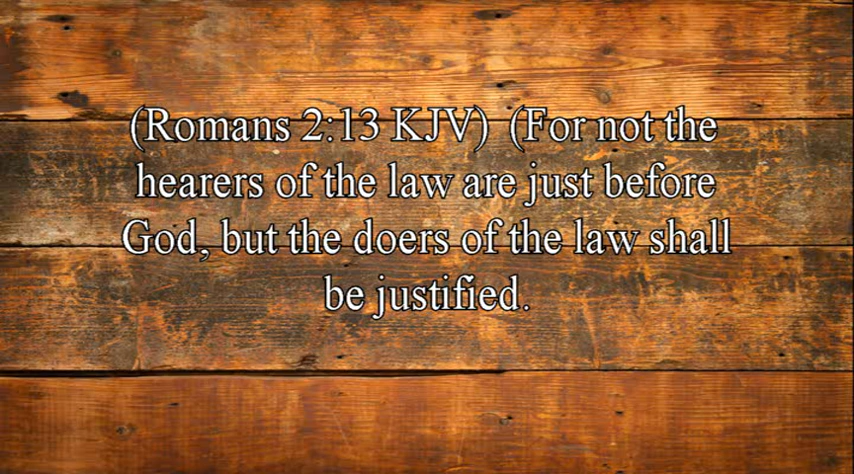 (Romans 2:13 KJV)  (For not the
hearers of the law are just before
God, but the doers of the law shall
be justified.